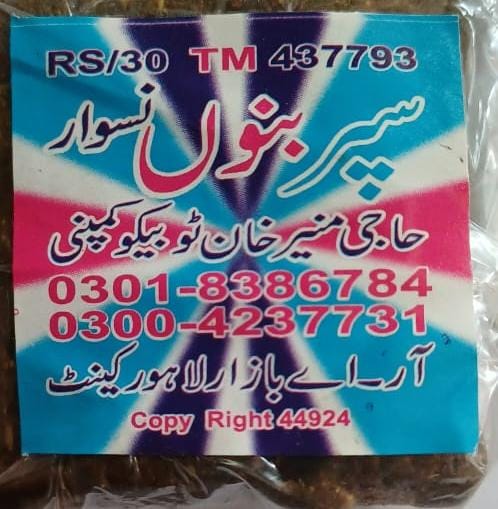 RS/30 TM 437793
سپر بنوں نسوار
حاجی منیر خان ٹوبیکو کمپنی
0301-8386784
0300-4237731
آر-اے بازار لاہور کینٹ
Copy Right 44924